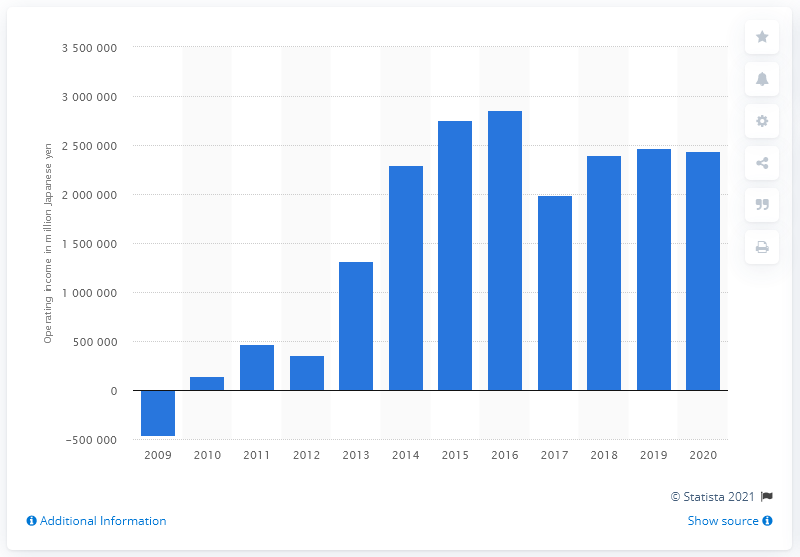 3 500 000
3 000 000
2 500 000
2 000 000
1 500 000
1 000 000
500 000
0
−500 000
Operating income in million Japanese yen
2009 2010 2011 2012 2013 2014 2015 2016 2017 2018 2019 2020
© Statista 2021
Additional Information
Show source